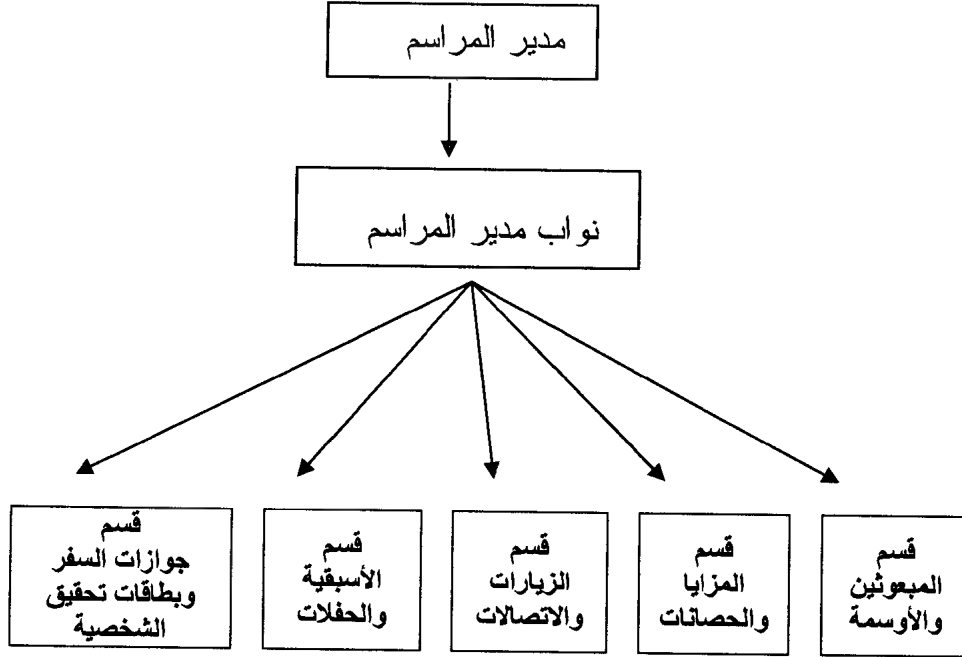 مدير المراسم
نواب مدير المراسم
قسم
المبعوثين
والأوسمة
قسم
المزايا
والحصانات
قسم
الزيارات
والاتصالات
قسم
الأسبقية
والحفلات
قسم
جوازات السفر
وبطاقات تحقيق
الشخصية